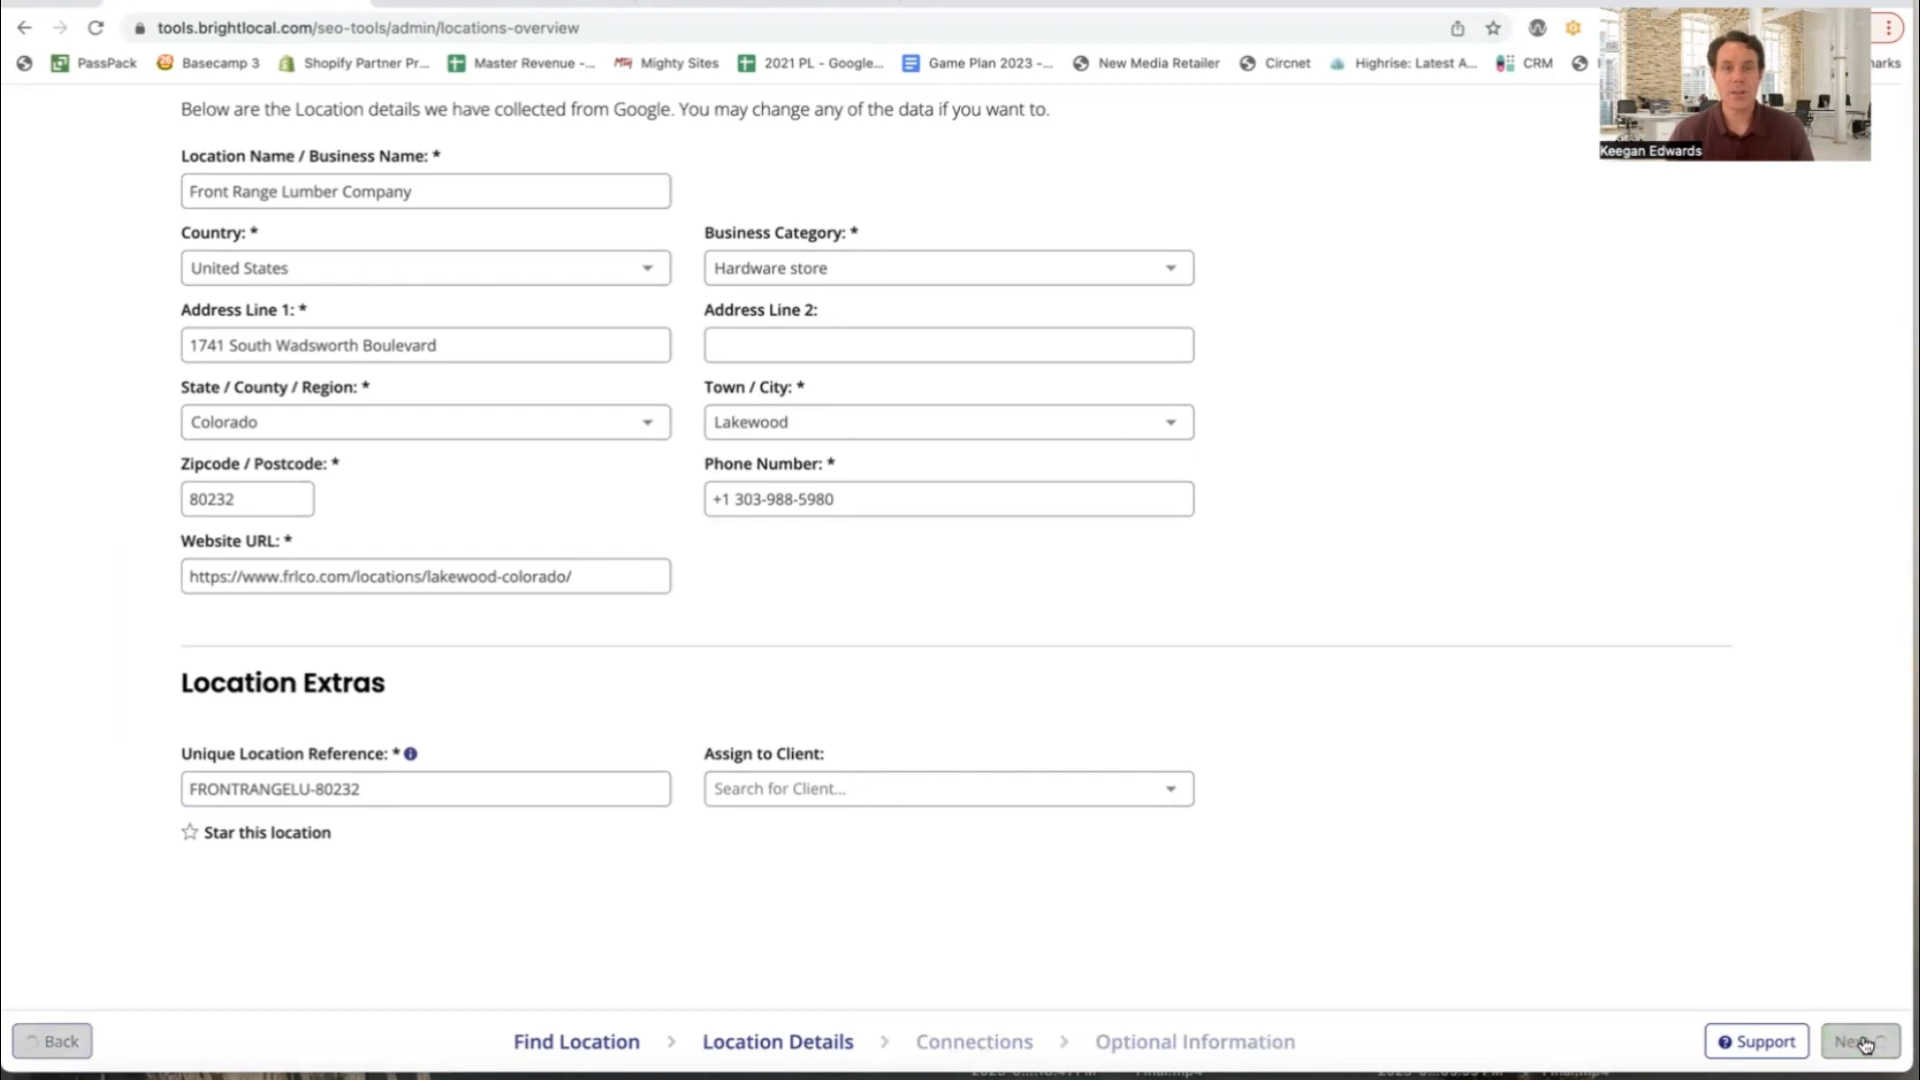 tools.brightlocal.com/seo-tools/admin/locations-overview
PassPack Basecamp 3 Shopify Partner Pr... Master Revenue -... Mighty Sites 2021 PL - Google... Game Plan 2023 -... New Media Retailer Circnet Highrise: Latest A... CRM
Keegan Edwards
Below are the Location details we have collected from Google. You may change any of the data if you want to.
Location Name / Business Name: *
Front Range Lumber Company
Country: * Business Category: *
United States Hardware store
Address Line 1: * Address Line 2:
1741 South Wadsworth Boulevard
State / County / Region: * Town / City: *
Colorado Lakewood
Zipcode / Postcode: * Phone Number: *
80232 +1 303-988-5980
Website URL: *
https://www.frlco.com/locations/lakewood-colorado/
Location Extras
Unique Location Reference: * Assign to Client:
FRONTRANGELU-80232 Search for Client...
Star this location
Back Find Location > Location Details > Connections > Optional Information Support